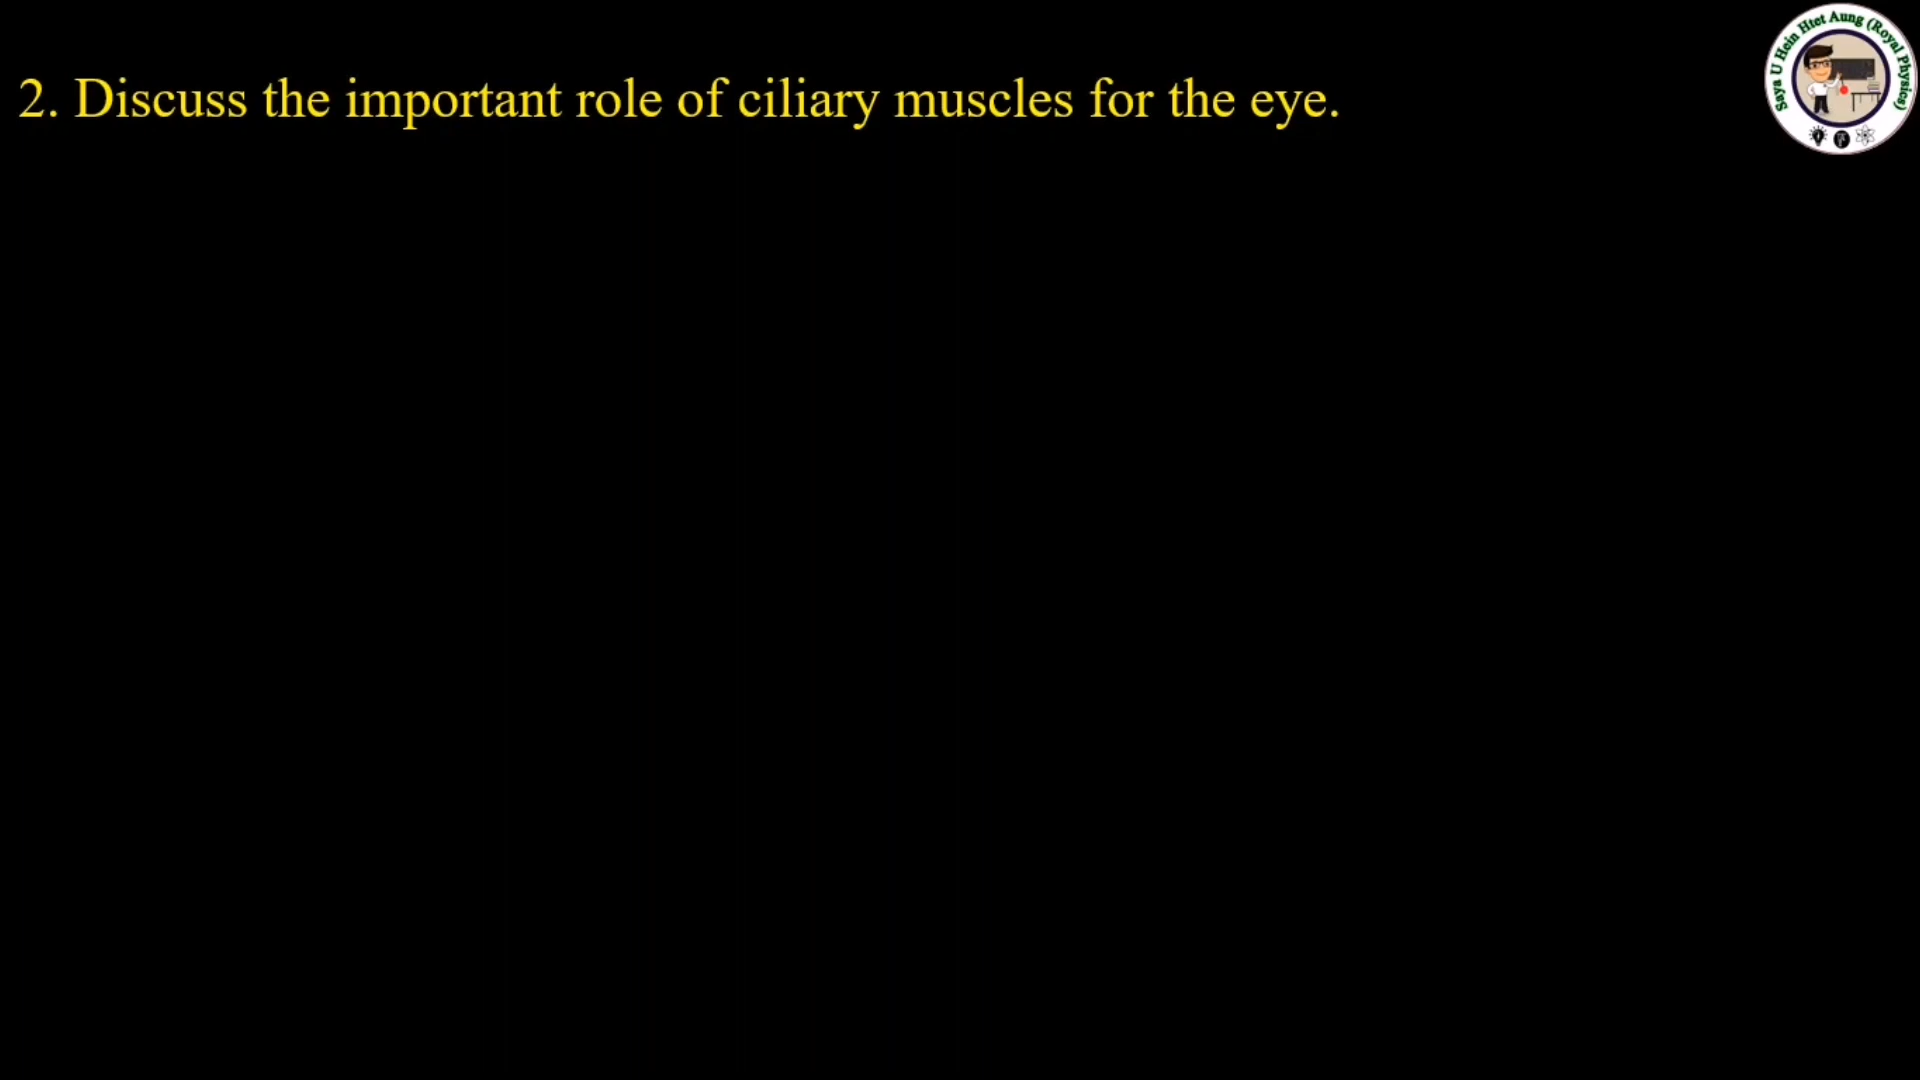 2. Discuss the important role of ciliary muscles for the eye.
Saya U Hein Htet Aung (Royal Physics)